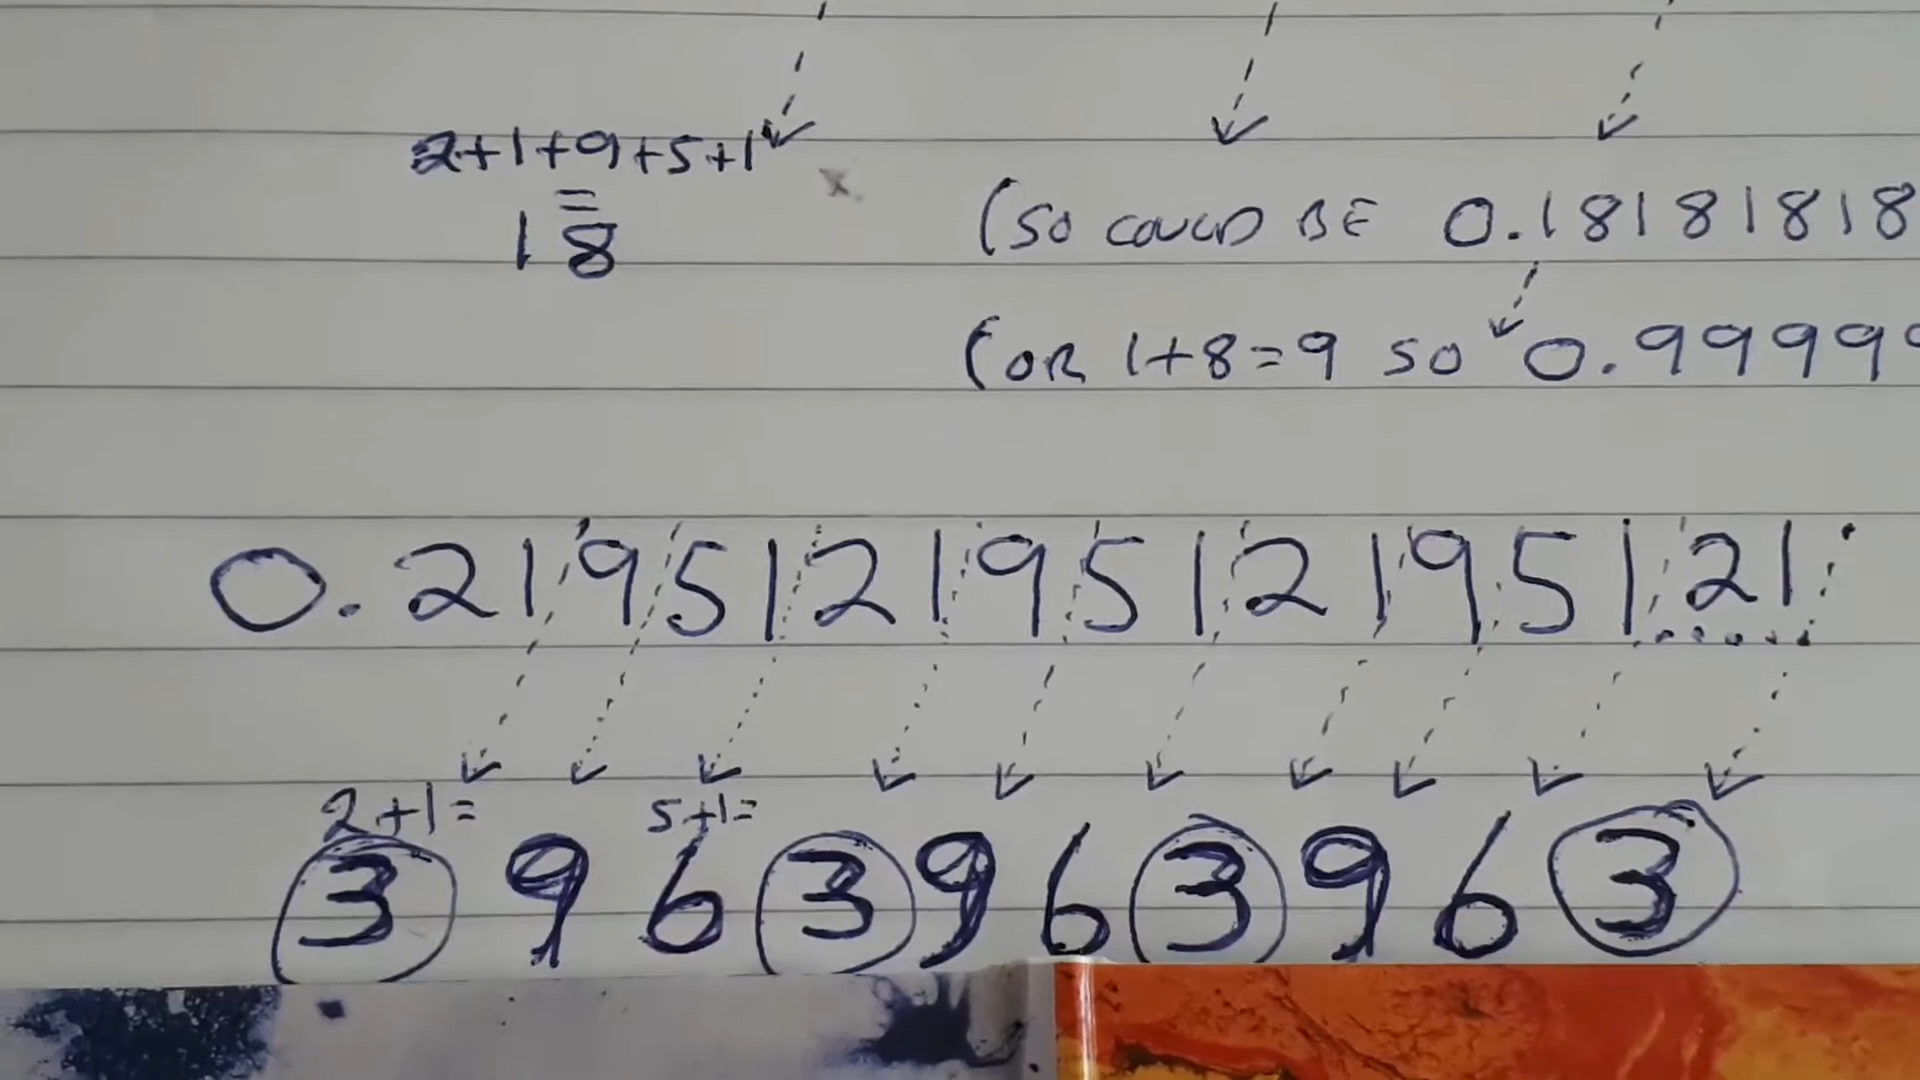 2+1+9+5+1
=
18
(SO COULD BE 0.18181818
(OR 1+8=9 SO 0.99999
0.21951219512195121
2+1= 5+1=
3 9 6 3 9 6 3 9 6 3